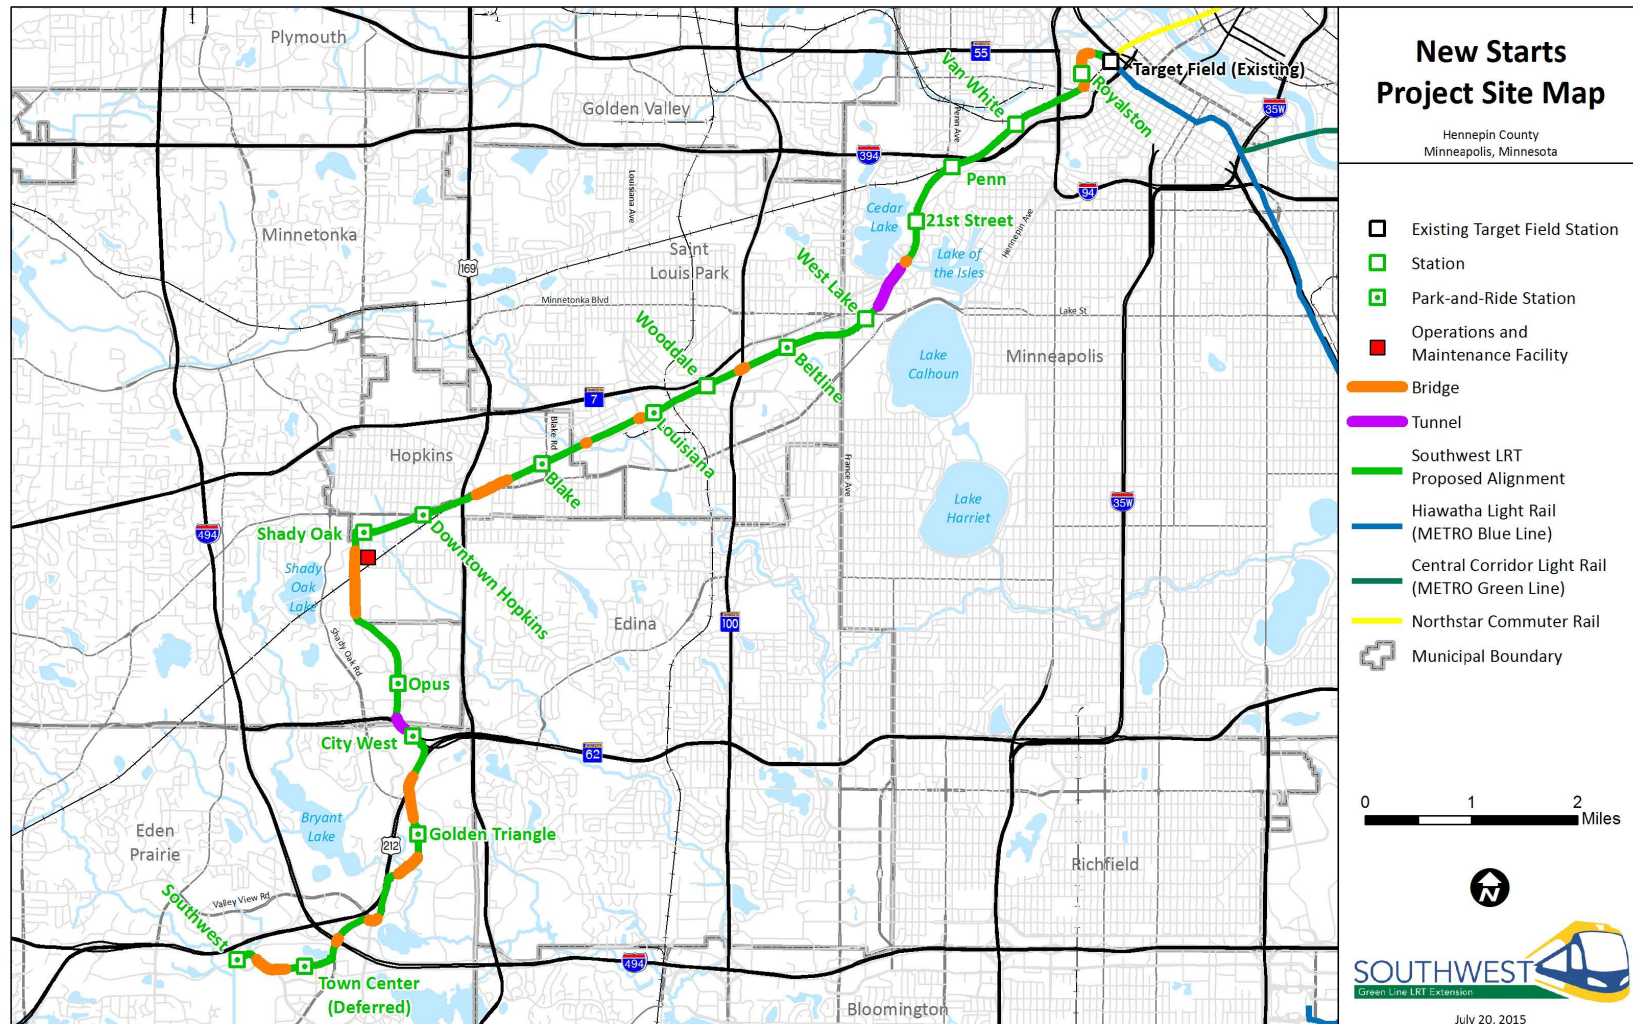 New Starts
Project Site Map
Hennepin County
Minneapolis, Minnesota
Existing Target Field Station
Station
Park-and-Ride Station
Operations and
Maintenance Facility
Bridge
Tunnel
Southwest LRT
Proposed Alignment
Hiawatha Light Rail
(METRO Blue Line)
Central Corridor Light Rail
(METRO Green Line)
Northstar Commuter Rail
Municipal Boundary
0 1 2
Miles
N
SOUTHWEST
Green Line LRT Extension
July 20, 2015
Plymouth
55
Target Field (Existing)
Van White
Royalston
Golden Valley
35W
Penn Ave
394
Penn
94
Louisiana Ave
Cedar
Lake
21st Street
Hennepin Ave
Minnetonka
Saint
Louis Park
Lake of
the Isles
169
West Lake
Minnetonka Blvd
Lake St
Wooddale
Lake
Calhoun
Minneapolis
Beltline
7
Blake Rd
Louisiana
Hopkins
France Ave
Blake
Lake
Harriet
35W
494
Shady Oak
Downtown Hopkins
Shady
Oak
Lake
Edina
100
Shady Oak Rd
Opus
City West
62
Bryant
Lake
Eden
Prairie
212
Golden Triangle
Richfield
Valley View Rd
Southwest
494
Town Center
(Deferred)
Bloomington